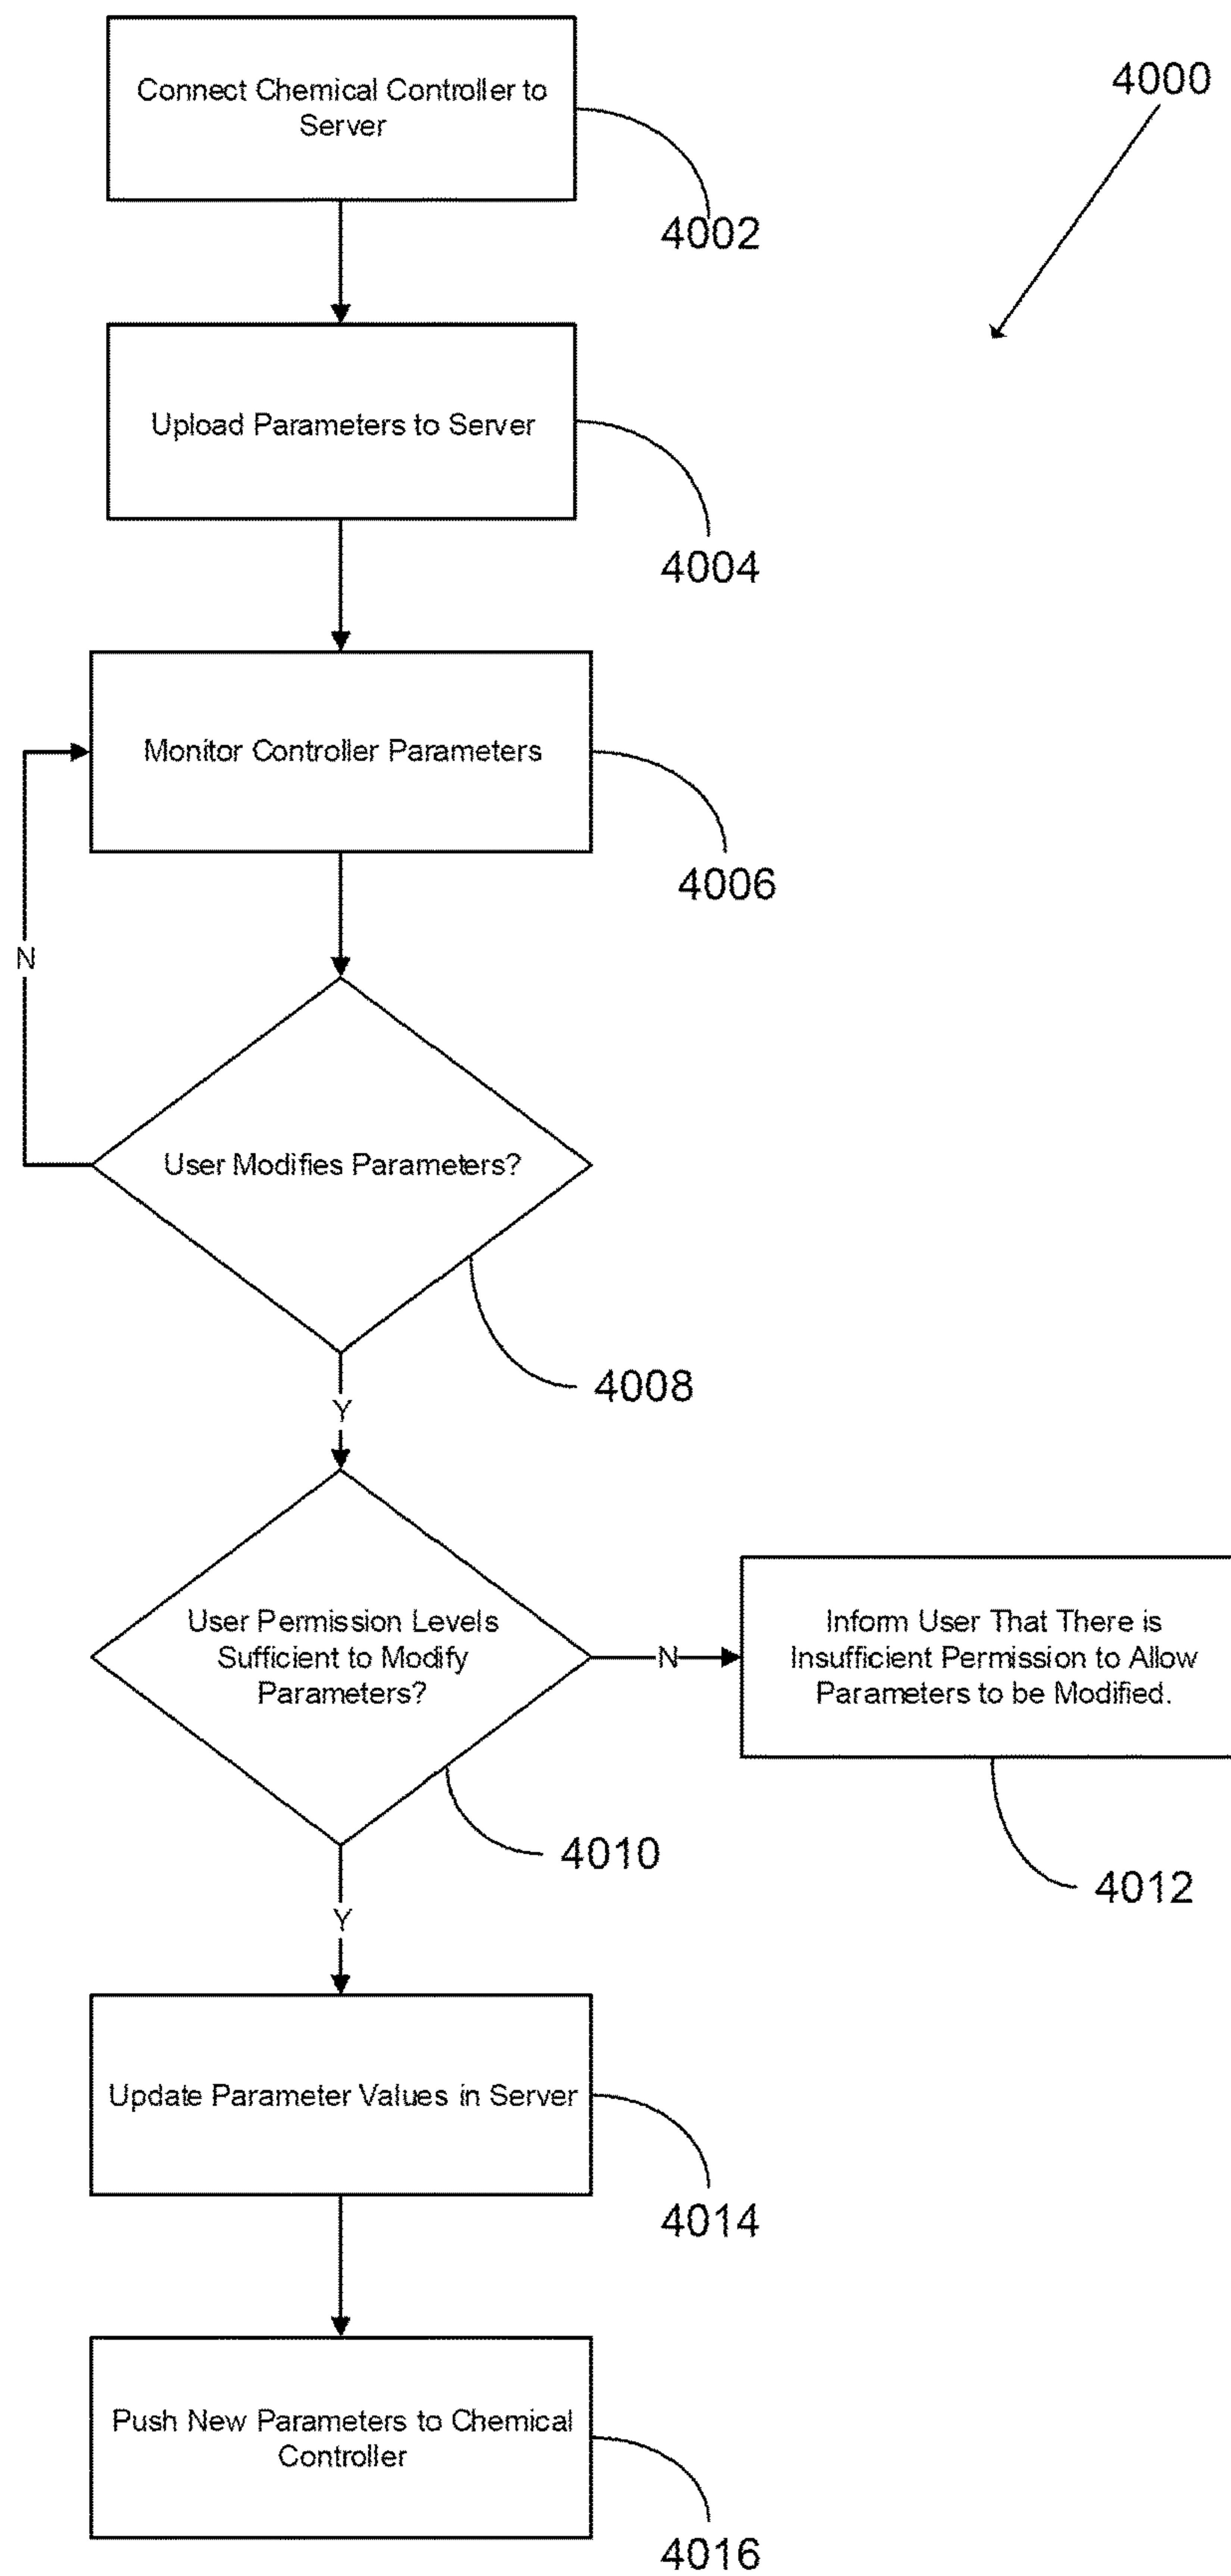 Connect Chemical Controller to
Server
4000
4002
Upload Parameters to Server
4004
Monitor Controller Parameters
4006
N
User Modifies Parameters?
4008
Y
User Permission Levels
Sufficient to Modify
Parameters?
N
Inform User That There is
Insufficient Permission to Allow
Parameters to be Modified.
4010
4012
Y
Update Parameter Values in Server
4014
Push New Parameters to Chemical
Controller
4016